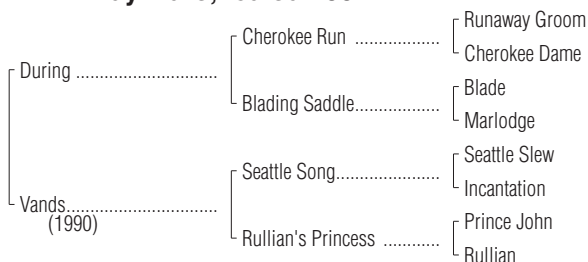 Runaway Groom
Cherokee Run ..................
Cherokee Dame
During .............................
Blade
Blading Saddle..................
Marlodge
Seattle Slew
Seattle Song......................
Incantation
Vands................................
(1990)
Prince John
Rullian's Princess ............
Rullian